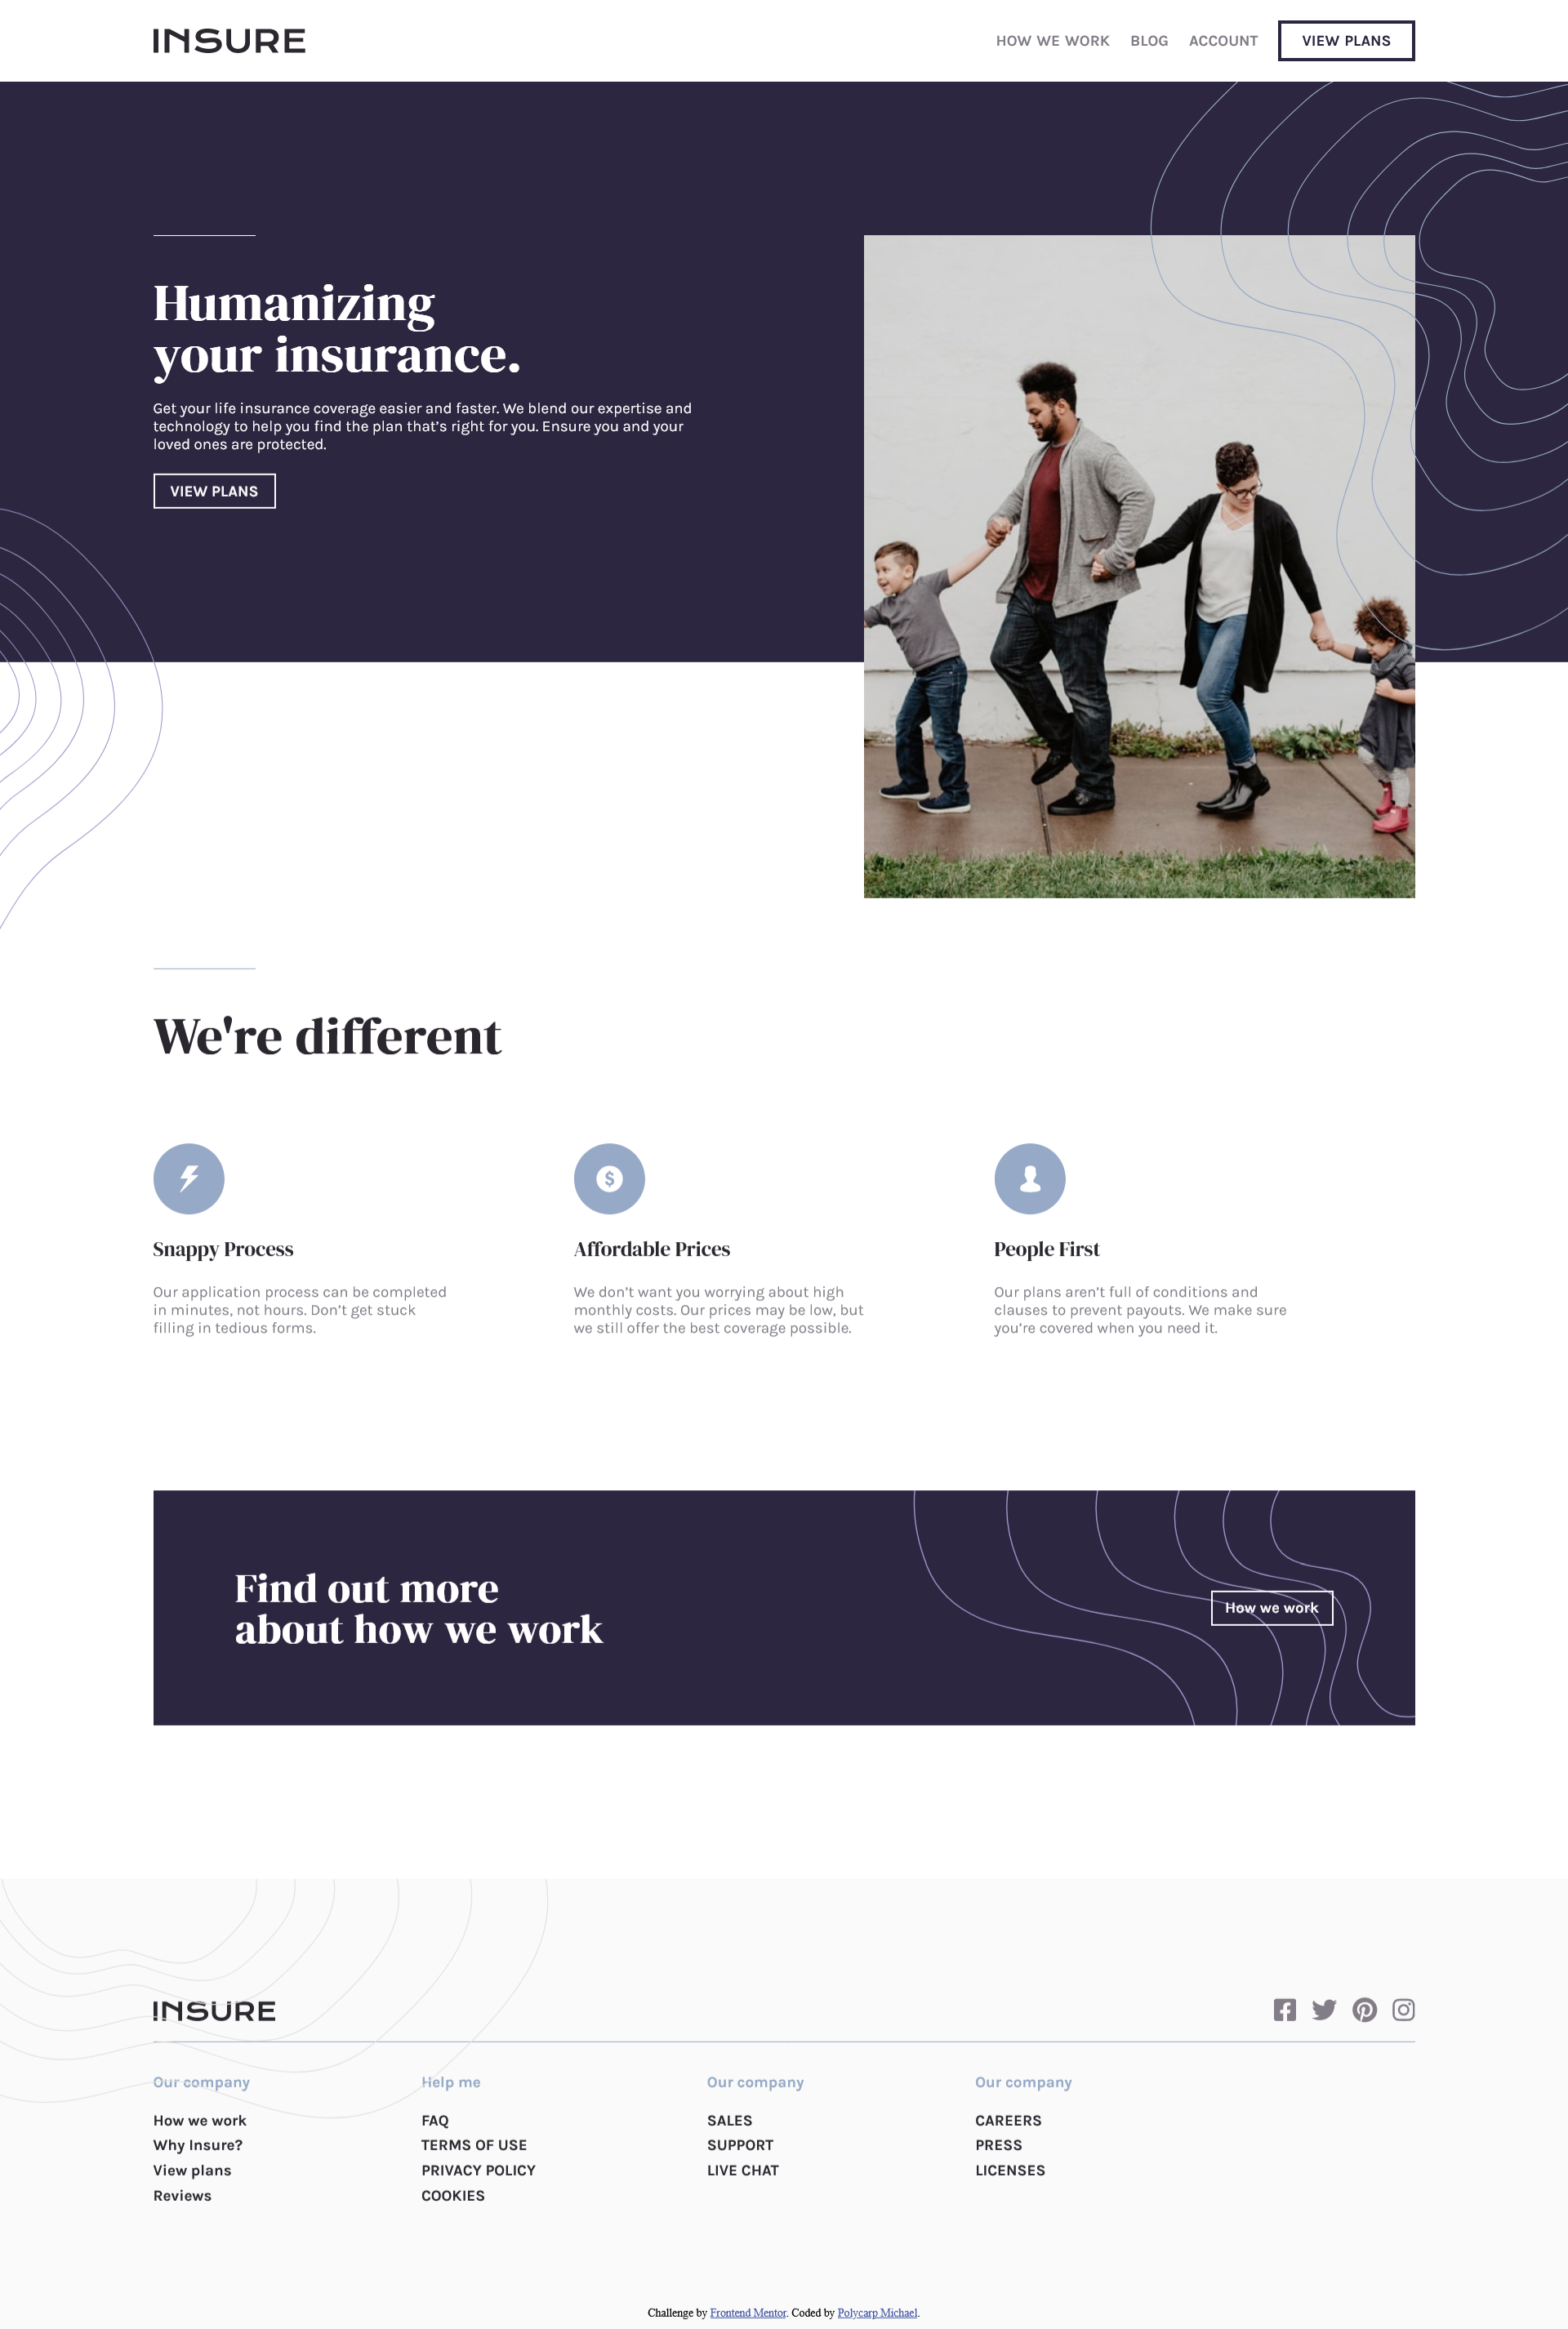 INSURE
HOW WE WORK BLOG ACCOUNT VIEW PLANS
Humanizing
your insurance.
Get your life insurance coverage easier and faster. We blend our expertise and
technology to help you find the plan that’s right for you. Ensure you and your
loved ones are protected.
VIEW PLANS
We're different
Snappy Process
Our application process can be completed
in minutes, not hours. Don’t get stuck
filling in tedious forms.
Affordable Prices
We don’t want you worrying about high
monthly costs. Our prices may be low, but
we still offer the best coverage possible.
People First
Our plans aren’t full of conditions and
clauses to prevent payouts. We make sure
you’re covered when you need it.
Find out more
about how we work
How we work
INSURE
Our company
How we work
Why Insure?
View plans
Reviews
Help me
FAQ
TERMS OF USE
PRIVACY POLICY
COOKIES
Our company
SALES
SUPPORT
LIVE CHAT
Our company
CAREERS
PRESS
LICENSES
Challenge by Frontend Mentor. Coded by Polycarp Michael.